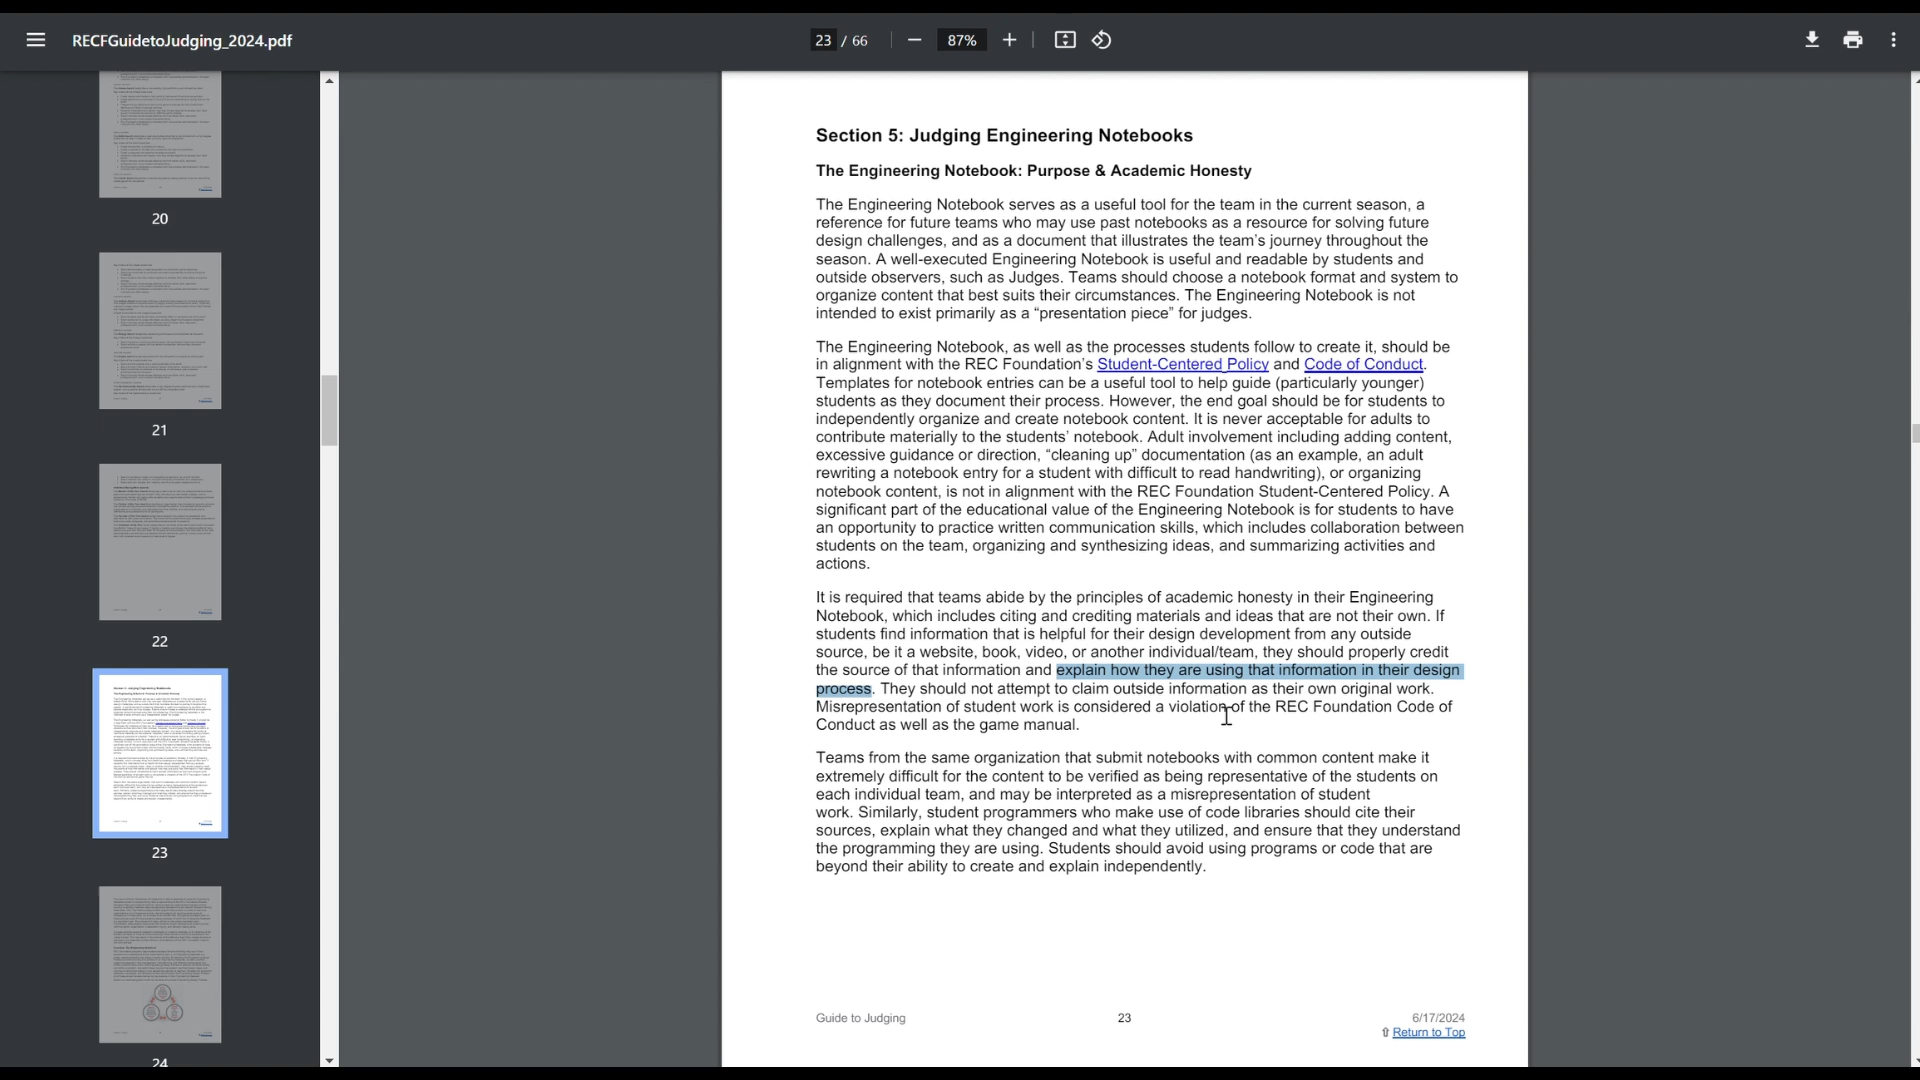 RECFGuidetoJudging_2024.pdf
23 / 66
87%
20
21
22
23
24
Section 5: Judging Engineering Notebooks
The Engineering Notebook: Purpose & Academic Honesty
The Engineering Notebook serves as a useful tool for the team in the current season, a
reference for future teams who may use past notebooks as a resource for solving future
design challenges, and as a document that illustrates the team’s journey throughout the
season. A well-executed Engineering Notebook is useful and readable by students and
outside observers, such as Judges. Teams should choose a notebook format and system to
organize content that best suits their circumstances. The Engineering Notebook is not
intended to exist primarily as a “presentation piece” for judges.
The Engineering Notebook, as well as the processes students follow to create it, should be
in alignment with the REC Foundation’s Student-Centered Policy and Code of Conduct.
Templates for notebook entries can be a useful tool to help guide (particularly younger)
students as they document their process. However, the end goal should be for students to
independently organize and create notebook content. It is never acceptable for adults to
contribute materially to the students’ notebook. Adult involvement including adding content,
excessive guidance or direction, “cleaning up” documentation (as an example, an adult
rewriting a notebook entry for a student with difficult to read handwriting), or organizing
notebook content, is not in alignment with the REC Foundation Student-Centered Policy. A
significant part of the educational value of the Engineering Notebook is for students to have
an opportunity to practice written communication skills, which includes collaboration between
students on the team, organizing and synthesizing ideas, and summarizing activities and
actions.
It is required that teams abide by the principles of academic honesty in their Engineering
Notebook, which includes citing and crediting materials and ideas that are not their own. If
students find information that is helpful for their design development from any outside
source, be it a website, book, video, or another individual/team, they should properly credit
the source of that information and explain how they are using that information in their design
process. They should not attempt to claim outside information as their own original work.
Misrepresentation of student work is considered a violation of the REC Foundation Code of
Conduct as well as the game manual.
Teams from the same organization that submit notebooks with common content make it
extremely difficult for the content to be verified as being representative of the students on
each individual team, and may be interpreted as a misrepresentation of student
work. Similarly, student programmers who make use of code libraries should cite their
sources, explain what they changed and what they utilized, and ensure that they understand
the programming they are using. Students should avoid using programs or code that are
beyond their ability to create and explain independently.
Guide to Judging
23
6/17/2024
⇧ Return to Top